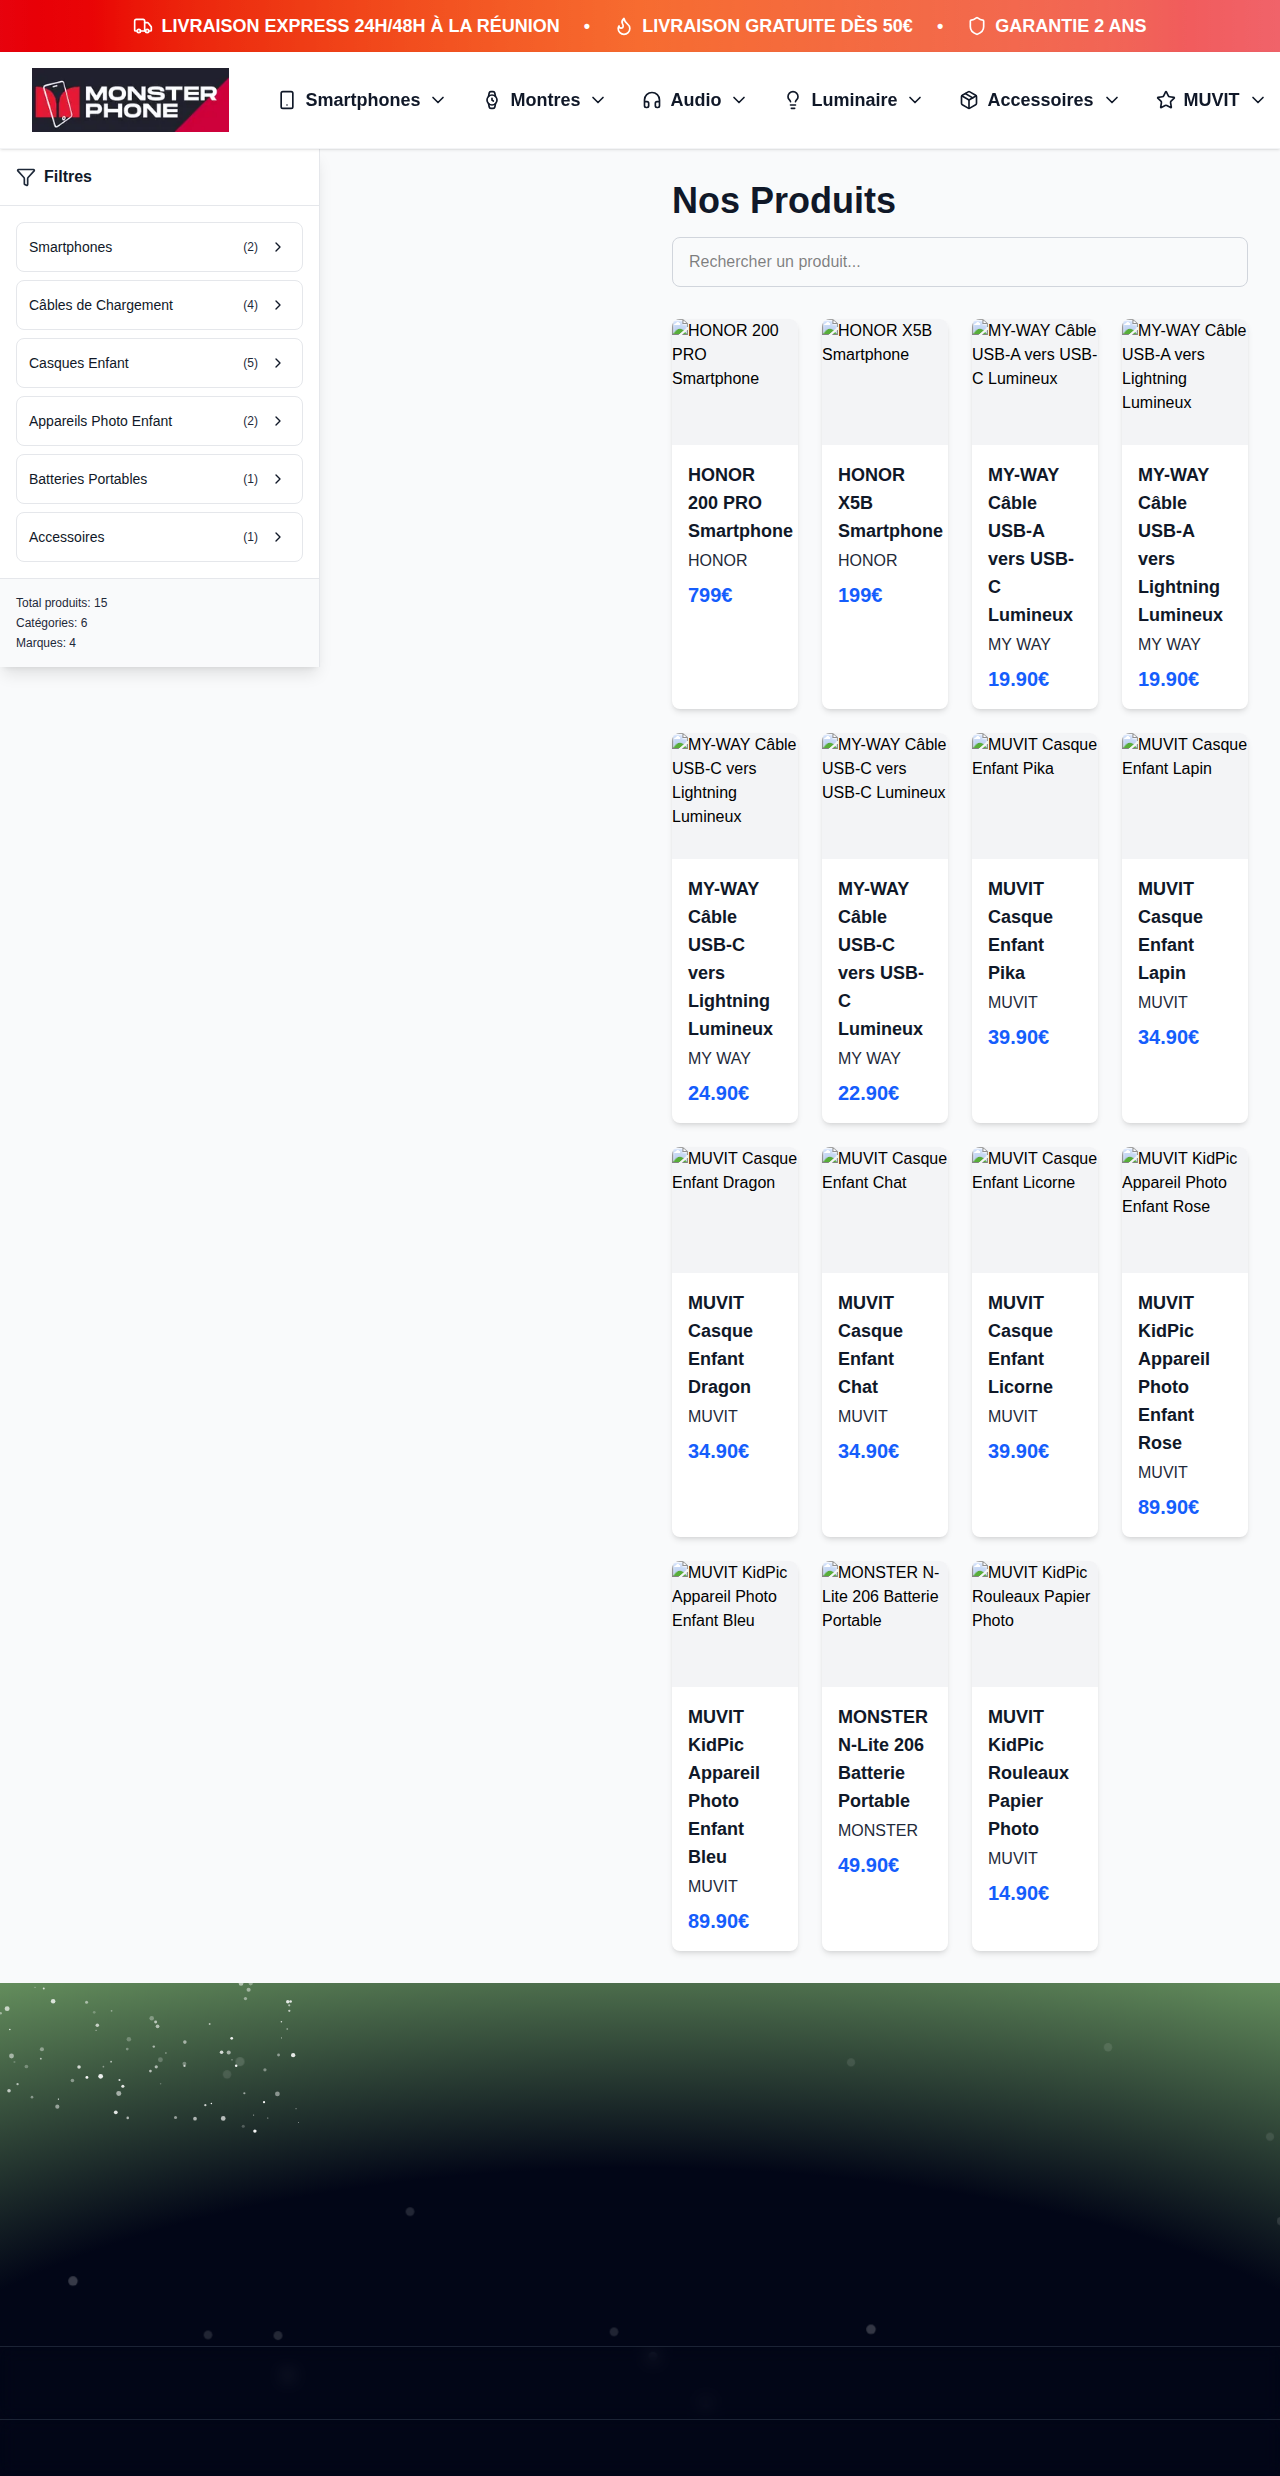 LIVRAISON EXPRESS 24H/48H À LA RÉUNION • LIVRAISON GRATUITE DÈS 50€ • GARANTIE 2 ANS
MONSTER
PHONE
Smartphones Montres Audio Luminaire Accessoires MUVIT
Filtres
Smartphones (2)
Câbles de Chargement (4)
Casques Enfant (5)
Appareils Photo Enfant (2)
Batteries Portables (1)
Accessoires (1)
Total produits: 15
Catégories: 6
Marques: 4
Nos Produits
Rechercher un produit...
HONOR 200
PRO
Smartphone
HONOR
200 PRO
Smartphone
HONOR
799€
HONOR X5B
Smartphone
HONOR
X5B
Smartphone
HONOR
199€
MY-WAY Câble
USB-A vers USB-
C Lumineux
MY-WAY
Câble
USB-A
vers USB-
C
Lumineux
MY WAY
19.90€
MY-WAY Câble
USB-A vers
Lightning
Lumineux
MY-WAY
Câble
USB-A
vers
Lightning
Lumineux
MY WAY
19.90€
MY-WAY Câble
USB-C vers
Lightning
Lumineux
MY-WAY
Câble
USB-C
vers
Lightning
Lumineux
MY WAY
24.90€
MY-WAY Câble
USB-C vers
USB-C Lumineux
MY-WAY
Câble
USB-C
vers USB-
C
Lumineux
MY WAY
22.90€
MUVIT Casque
Enfant Pika
MUVIT
Casque
Enfant
Pika
MUVIT
39.90€
MUVIT Casque
Enfant Lapin
MUVIT
Casque
Enfant
Lapin
MUVIT
34.90€
MUVIT Casque
Enfant Dragon
MUVIT
Casque
Enfant
Dragon
MUVIT
34.90€
MUVIT Casque
Enfant Chat
MUVIT
Casque
Enfant
Chat
MUVIT
34.90€
MUVIT Casque
Enfant Licorne
MUVIT
Casque
Enfant
Licorne
MUVIT
39.90€
MUVIT KidPic
Appareil Photo
Enfant Rose
MUVIT
KidPic
Appareil
Photo
Enfant
Rose
MUVIT
89.90€
MUVIT KidPic
Appareil Photo
Enfant Bleu
MUVIT
KidPic
Appareil
Photo
Enfant
Bleu
MUVIT
89.90€
MONSTER N-
Lite 206 Batterie
Portable
MONSTER
N-Lite 206
Batterie
Portable
MONSTER
49.90€
MUVIT KidPic
Rouleaux Papier
Photo
MUVIT
KidPic
Rouleaux
Papier
Photo
MUVIT
14.90€